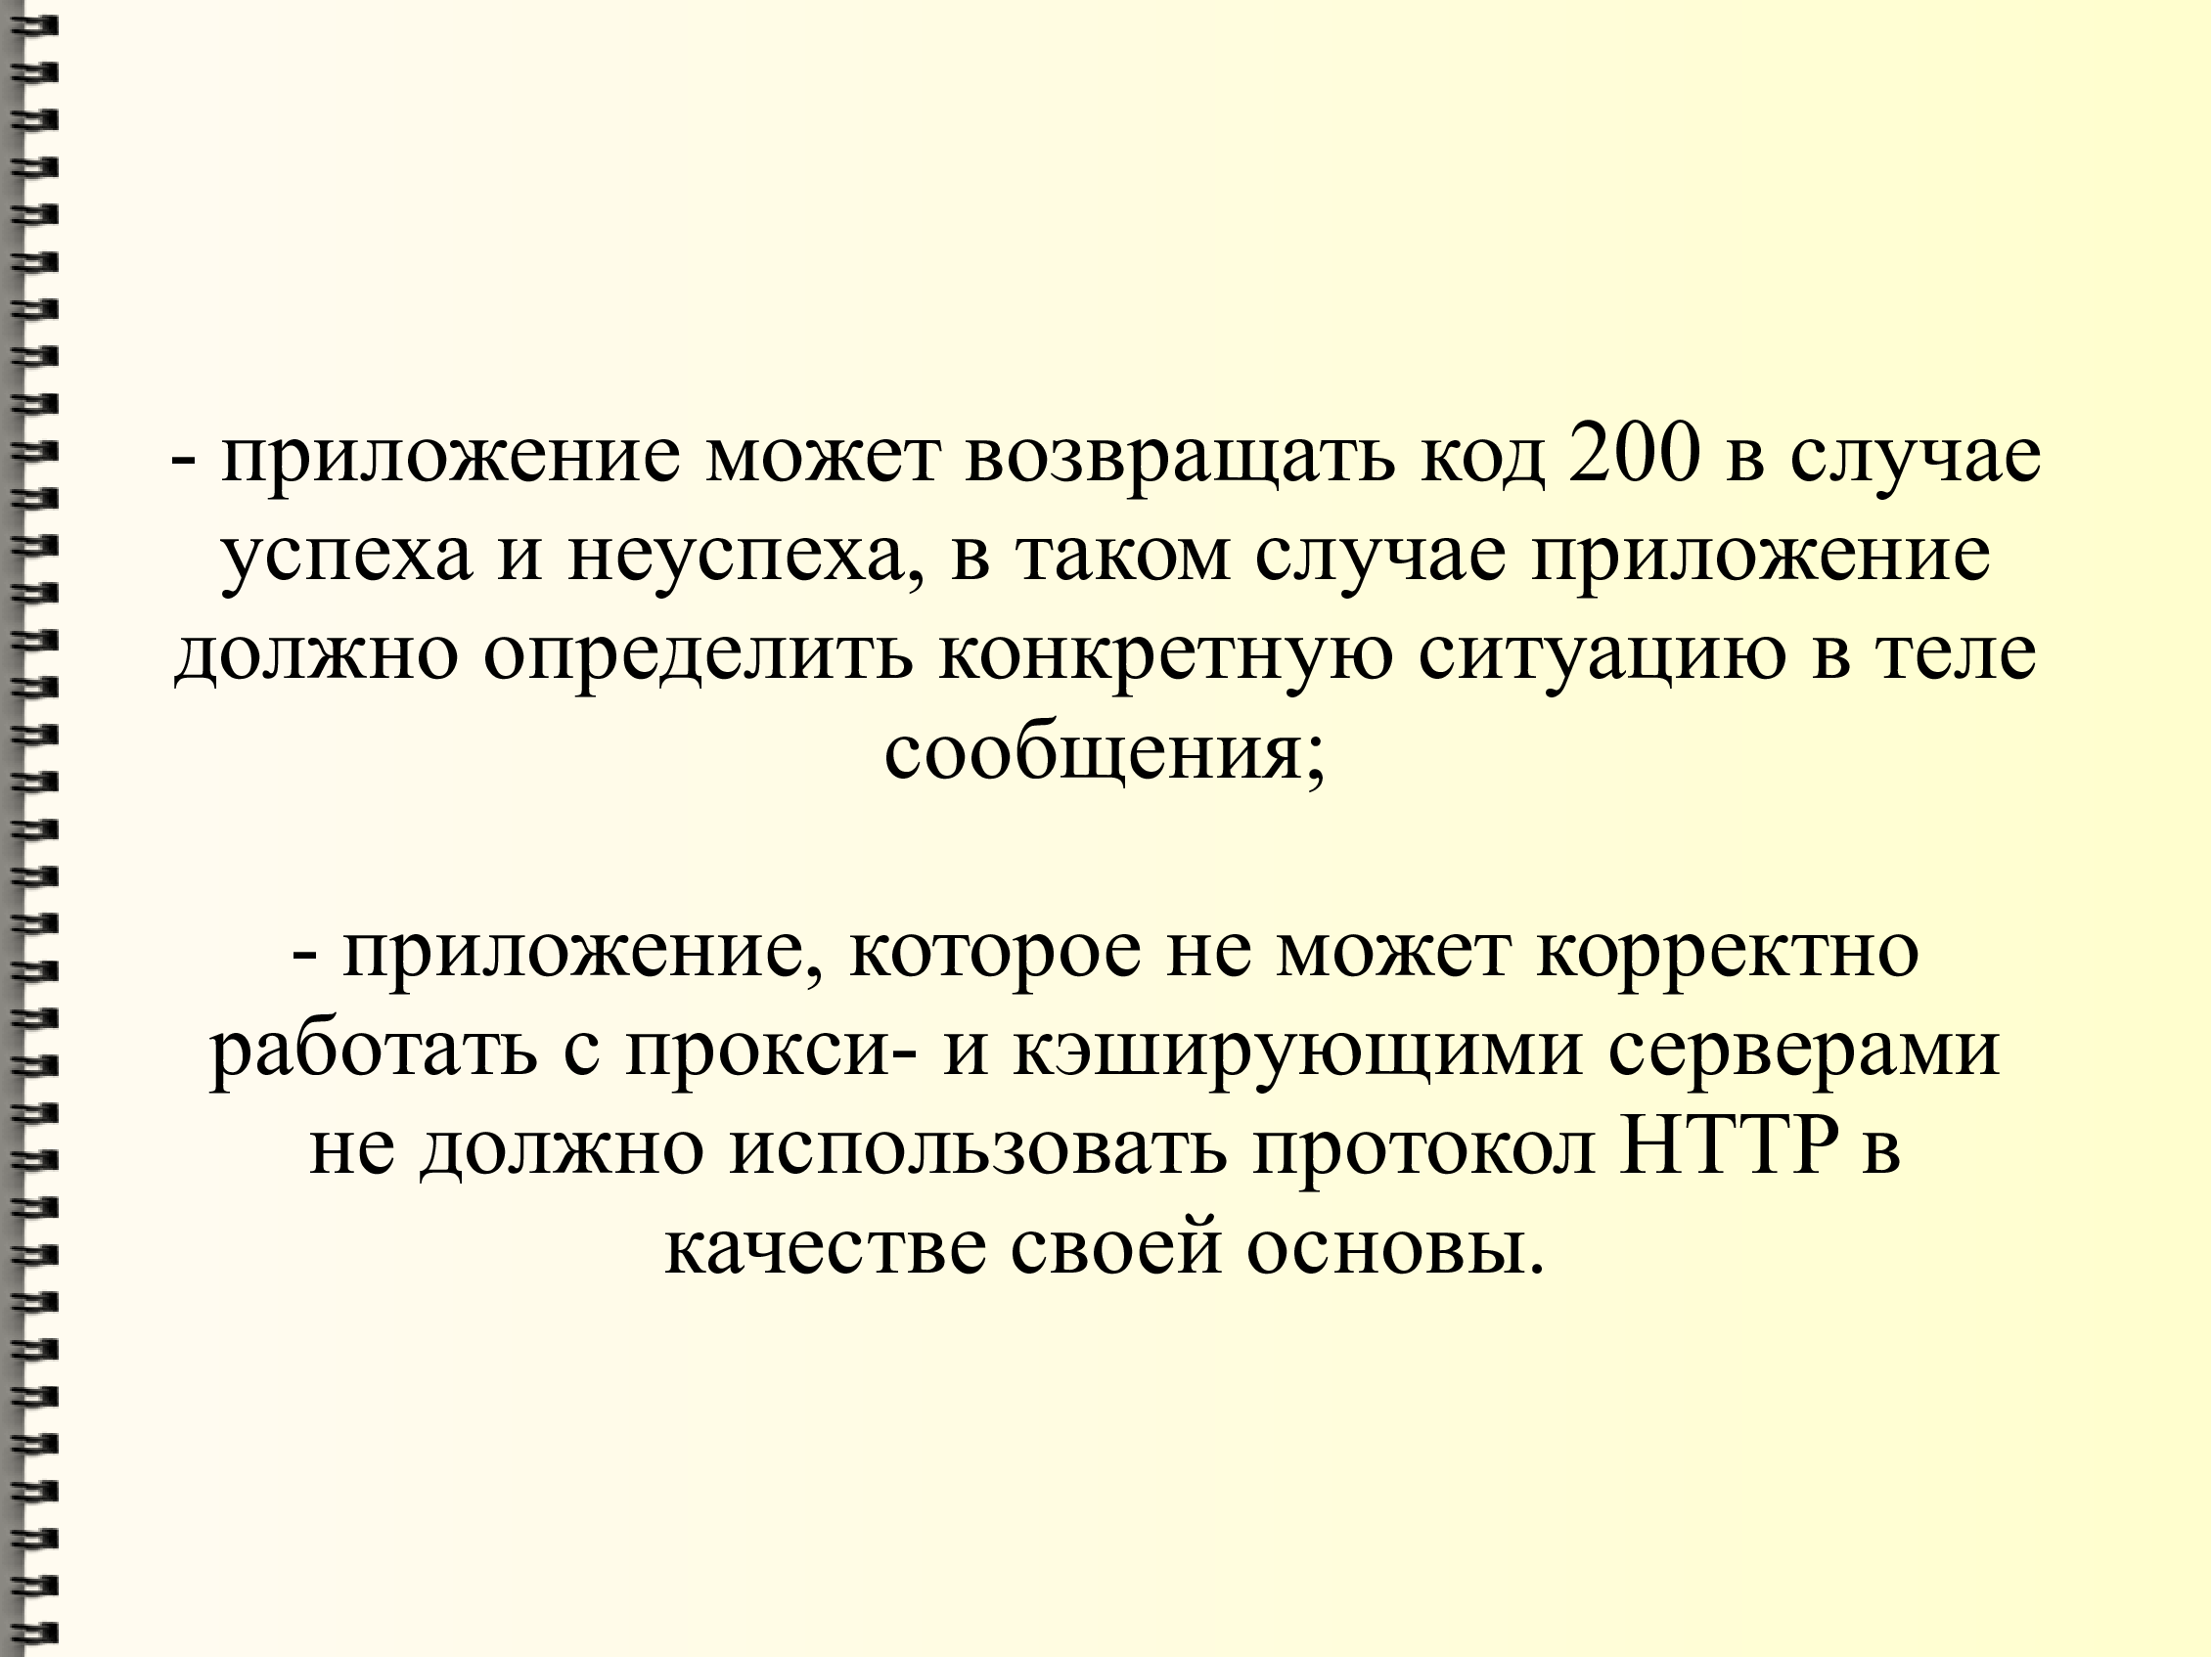 - приложение может возвращать код 200 в случае
успеха и неуспеха, в таком случае приложение
должно определить конкретную ситуацию в теле
сообщения;
- приложение, которое не может корректно
работать с прокси- и кэширующими серверами
не должно использовать протокол HTTP в
качестве своей основы.